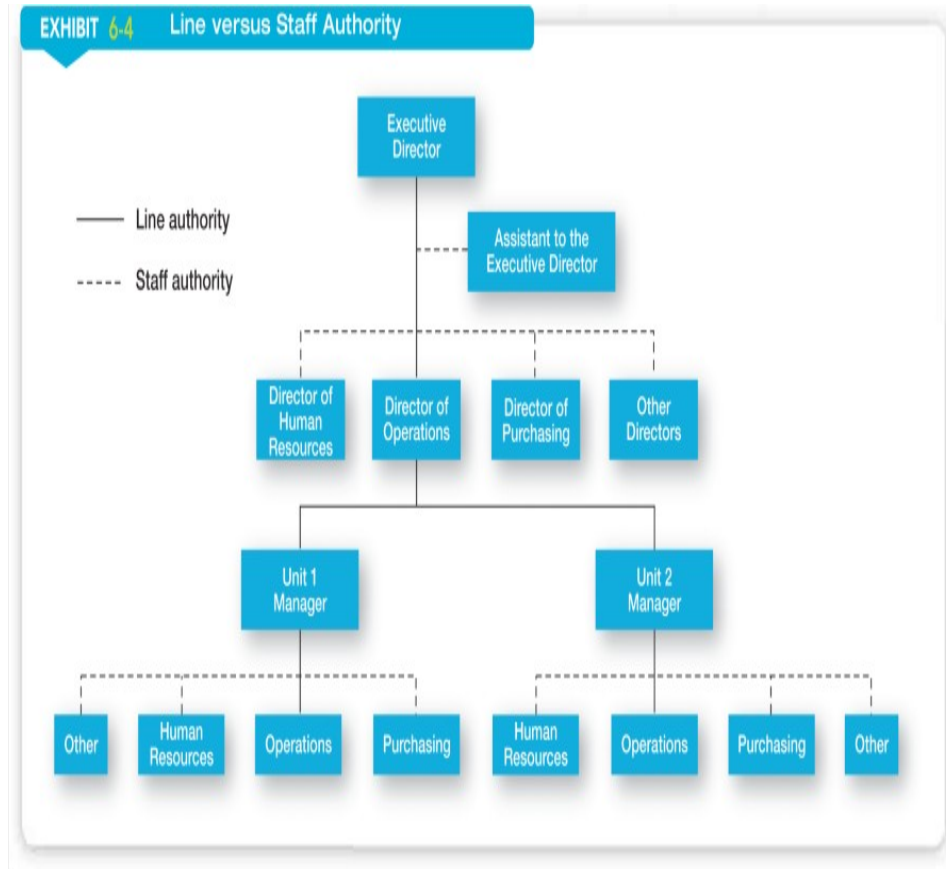 EXHIBIT 6-4 Line versus Staff Authority
Executive
Director
Line authority
Staff authority
Assistant to the
Executive Director
Director of
Human
Resources
Director of
Operations
Director of
Purchasing
Other
Directors
Unit 1
Manager
Unit 2
Manager
Other
Human
Resources
Operations
Purchasing
Human
Resources
Operations
Purchasing
Other